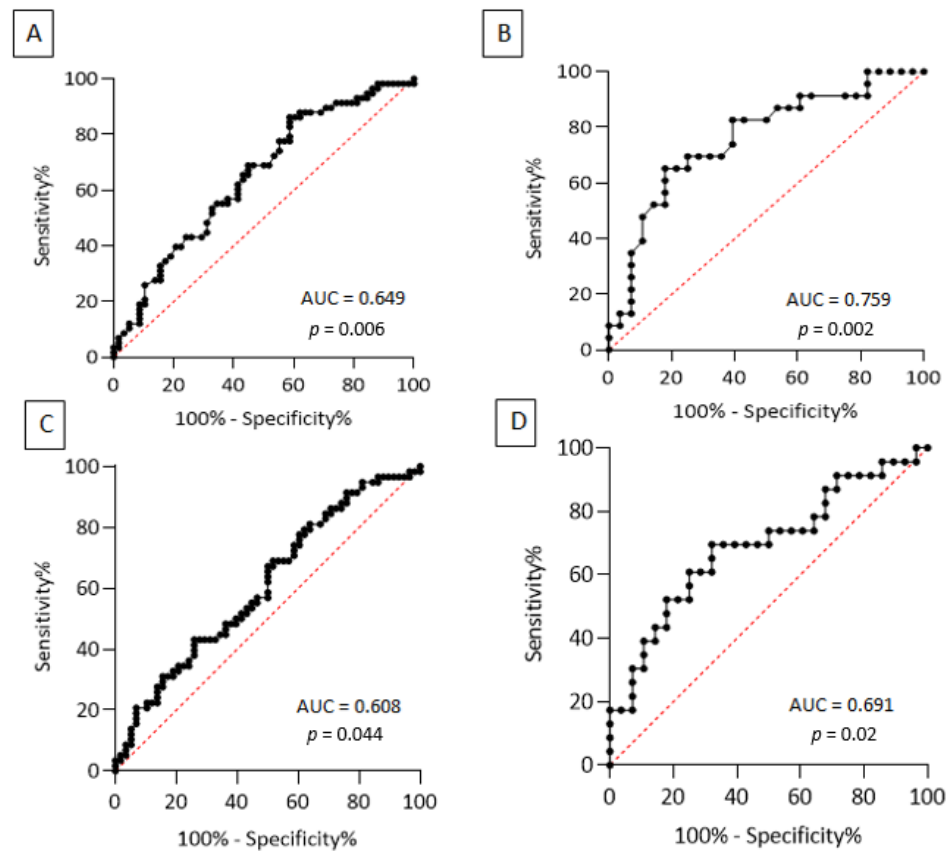 A
Sensitivity%
100
80
60
40
20
0
0 20 40 60 80 100
100% - Specificity%
AUC = 0.649
p = 0.006
B
Sensitivity%
100
80
60
40
20
0
0 20 40 60 80 100
100% - Specificity%
AUC = 0.759
p = 0.002
C
Sensitivity%
100
80
60
40
20
0
0 20 40 60 80 100
100% - Specificity%
AUC = 0.608
p = 0.044
D
Sensitivity%
100
80
60
40
20
0
0 20 40 60 80 100
100% - Specificity%
AUC = 0.691
p = 0.02